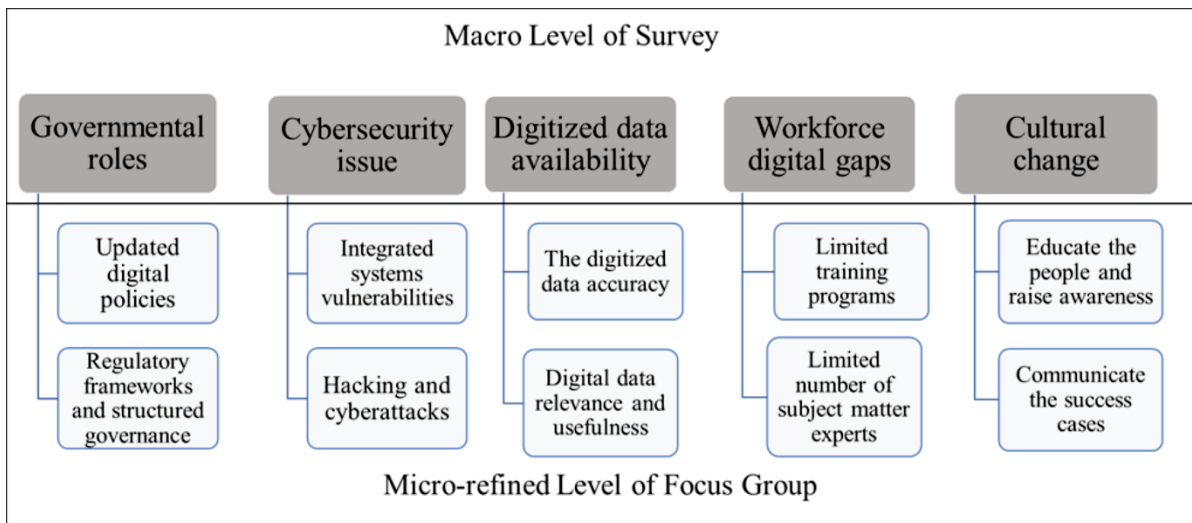 Macro Level of Survey
Governmental
roles
Cybersecurity
issue
Digitized data
availability
Workforce
digital gaps
Cultural
change
Updated
digital
policies
Integrated
systems
vulnerabilities
The digitized
data accuracy
Limited
training
programs
Educate the
people and
raise awareness
Regulatory
frameworks
and structured
governance
Hacking and
cyberattacks
Digital data
relevance and
usefulness
Limited
number of
subject matter
experts
Communicate
the success
cases
Micro-refined Level of Focus Group